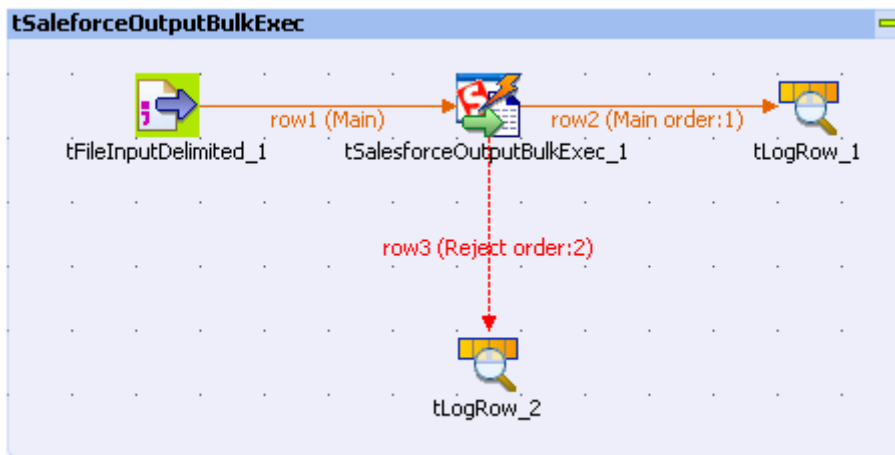 tSaleforceOutputBulkExec
row1 (Main)
row2 (Main order:1)
tFileInputDelimited_1
tSalesforceOutputBulkExec_1
tLogRow_1
row3 (Reject order:2)
tLogRow_2